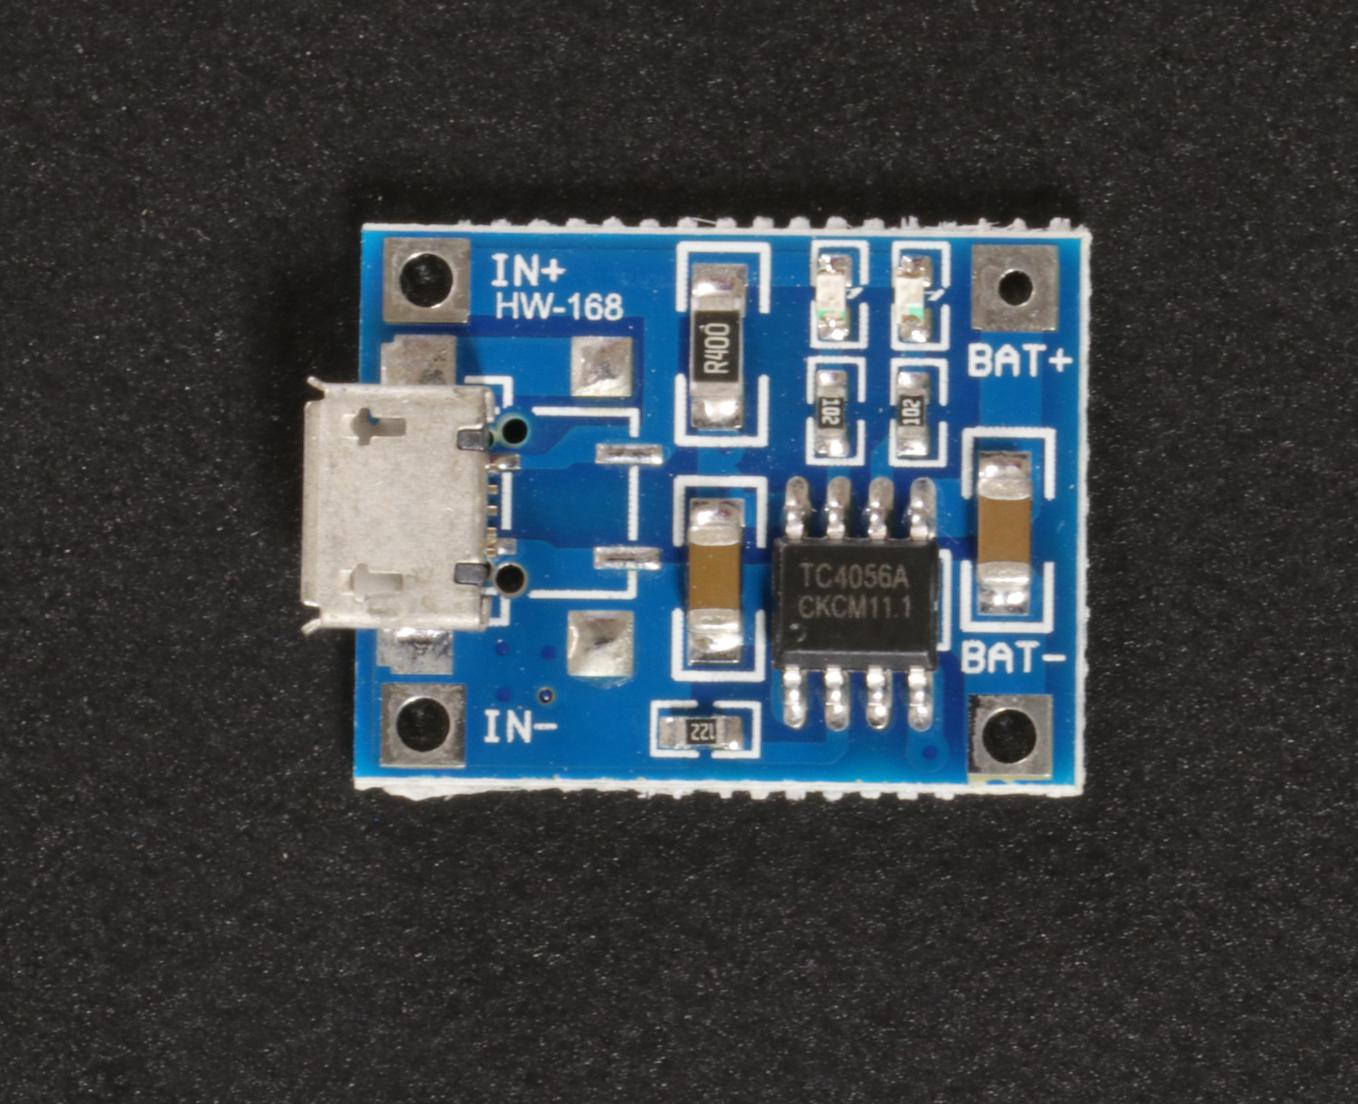 IN+
HW-168
R400
102
102
BAT+
TC4056A
CKCM11.1
BAT-
IN-
122